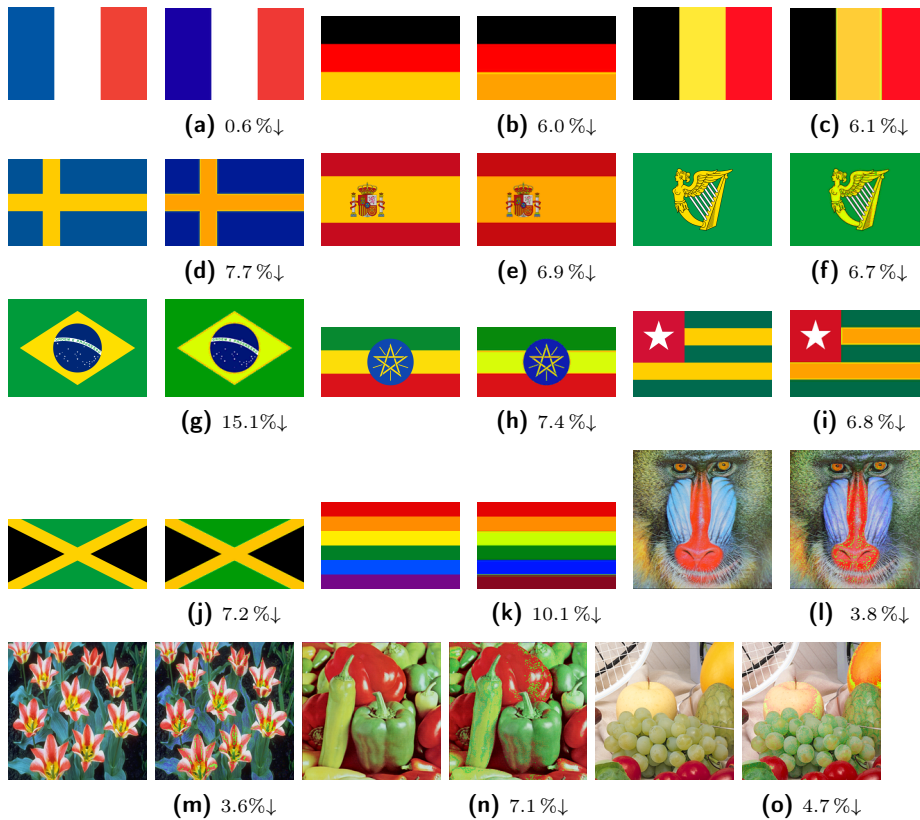 (a) 0.6 %↓ (b) 6.0 %↓ (c) 6.1 %↓
(d) 7.7 %↓ (e) 6.9 %↓ (f) 6.7 %↓
(g) 15.1%↓ (h) 7.4 %↓ (i) 6.8 %↓
(j) 7.2 %↓ (k) 10.1 %↓ (l) 3.8 %↓
(m) 3.6%↓ (n) 7.1 %↓ (o) 4.7 %↓